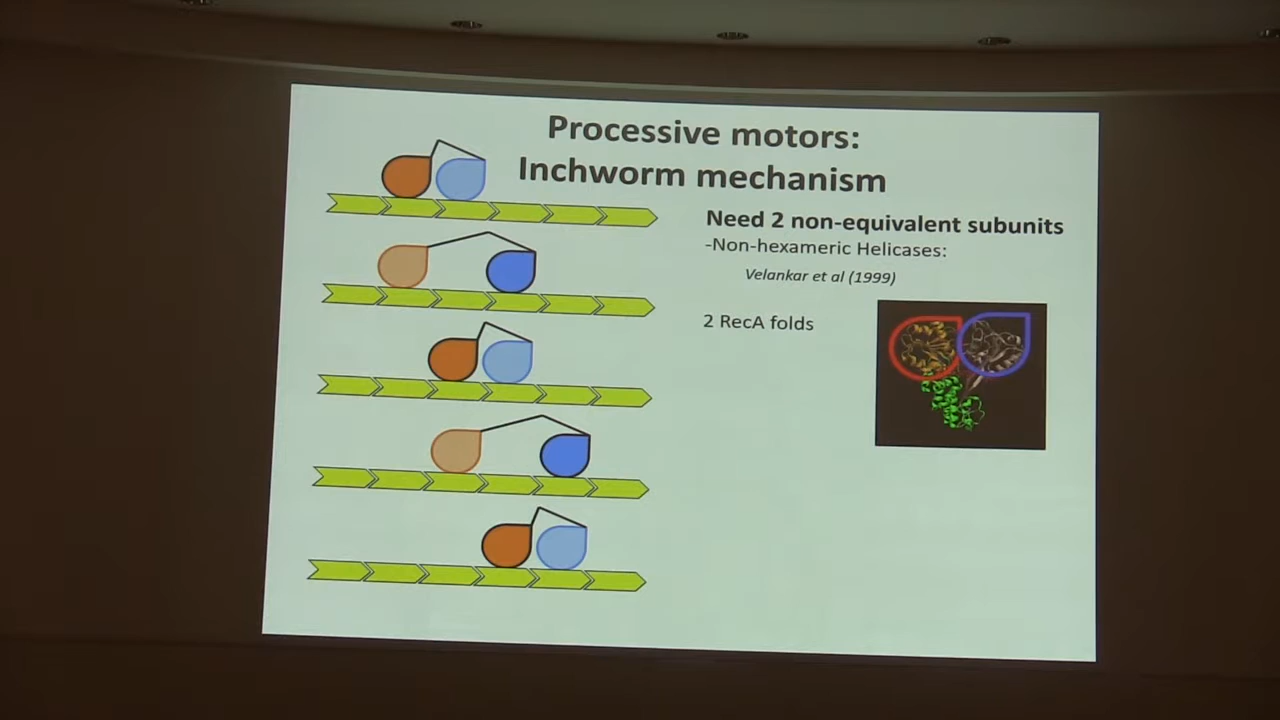 Processive motors:
Inchworm mechanism
Need 2 non-equivalent subunits
-Non-hexameric Helicases:
Velankar et al (1999)
2 RecA folds